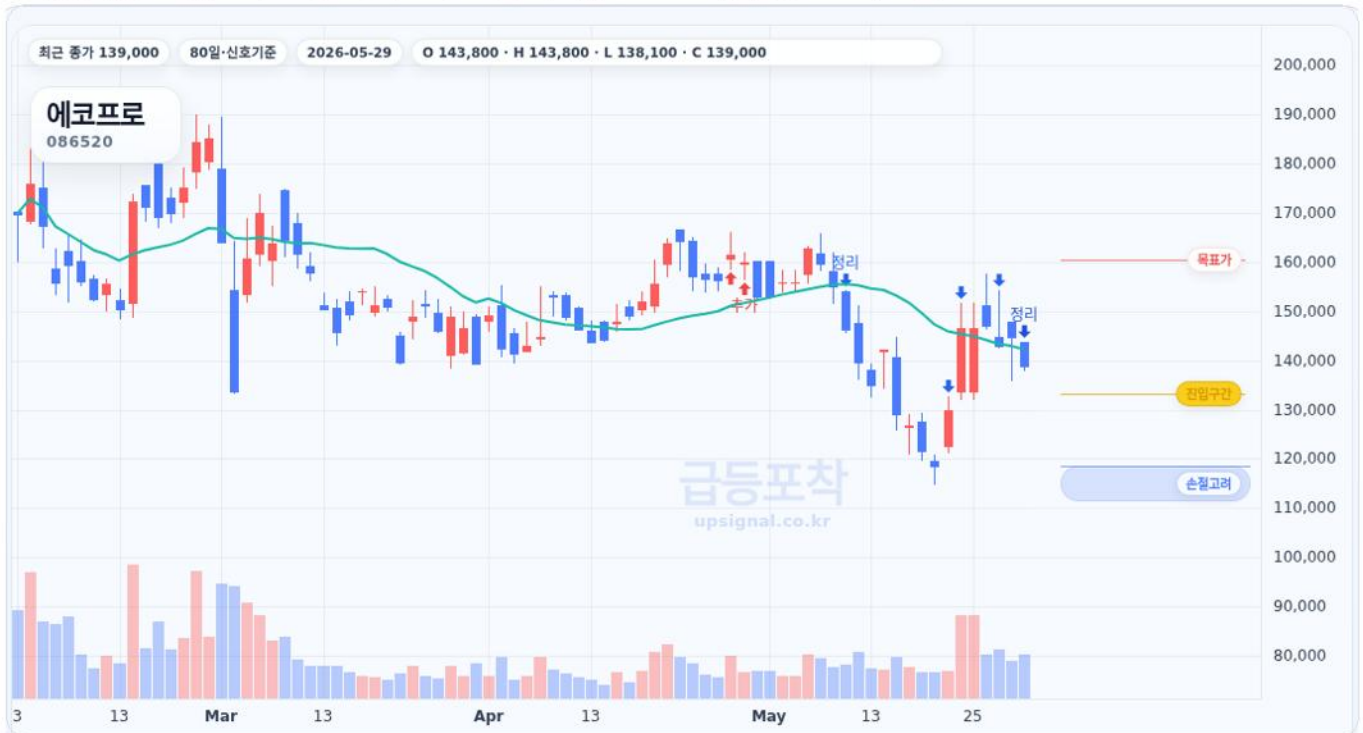 최근 종가 139,000 80일·신호기준 2026-05-29 O 143,800 · H 143,800 · L 138,100 · C 139,000
200,000
에코프로
086520
190,000
180,000
170,000
정리
160,000
목표가
150,000
정리
140,000
진입구간
130,000
급등포착
120,000
손절고려
upsignal.co.kr
110,000
100,000
90,000
80,000
3 13 Mar 13 Apr 13 May 13 25